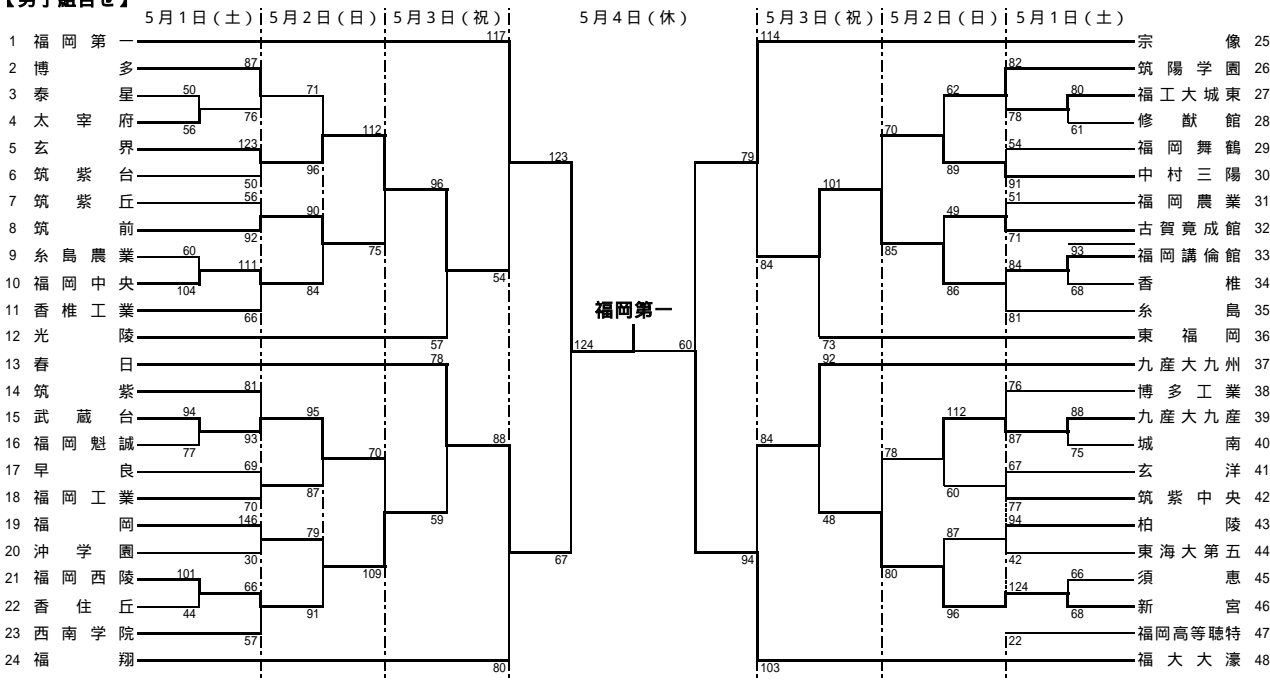 【男子組合せ】
5月1日(土) 5月2日(日) 5月3日(祝) 5月4日(休) 5月3日(祝) 5月2日(日) 5月1日(土)
1 福岡第一 117 114 宗像 25
2 博多 87 82 筑陽学園 26
3 泰星 50 71 62 80 福工大城東 27
4 太宰府 56 76 78 61 修猷館 28
5 玄界 123 112 70 54 福岡舞鶴 29
6 筑紫台 50 96 123 79 89 91 中村三陽 30
7 筑紫丘 56 96 101 51 福岡農業 31
8 筑前 92 90 49 71 古賀竟成館 32
9 糸島農業 60 111 75 54 84 85 84 93 福岡講倫館 33
10 福岡中央 104 84 86 68 香椎 34
11 香椎工業 66 福岡第一 81 糸島 35
12 光陵 57 124 60 73 東福岡 36
13 春日 78 92 九産大九州 37
14 筑紫 81 76 博多工業 38
15 武蔵台 94 95 112 88 九産大九産 39
16 福岡魁誠 77 93 88 84 87 75 城南 40
17 早良 69 70 78 67 玄洋 41
18 福岡工業 70 87 60 77 筑紫中央 42
19 福岡 146 79 59 48 87 94 柏陵 43
20 沖学園 30 67 94 42 東海大第五 44
21 福岡西陵 101 66 109 80 124 66 須恵 45
22 香住丘 44 91 96 68 新宮 46
23 西南学院 57 22 福岡高等聴特 47
24 福翔 80 103 福大大濠 48